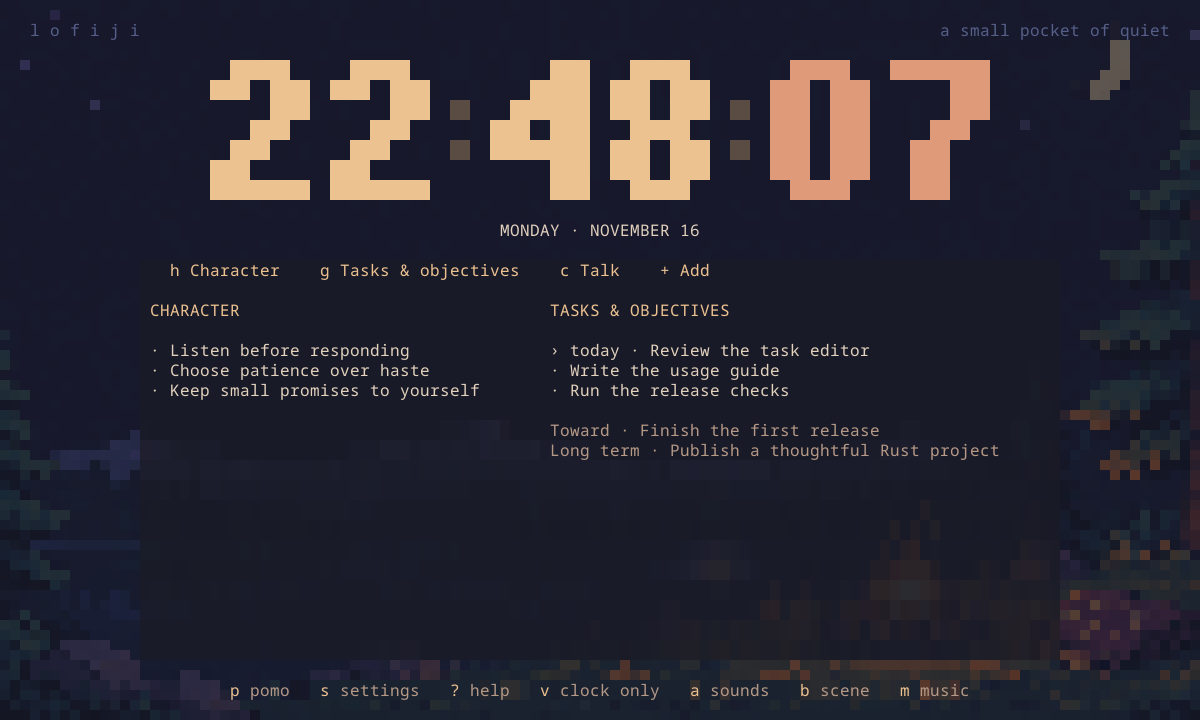 lofiji
a small pocket of quiet
22:48:07
MONDAY · NOVEMBER 16
h Character g Tasks & objectives c Talk + Add
CHARACTER
· Listen before responding
· Choose patience over haste
· Keep small promises to yourself
TASKS & OBJECTIVES
› today · Review the task editor
· Write the usage guide
· Run the release checks
Toward · Finish the first release
Long term · Publish a thoughtful Rust project
p pomo s settings ? help v clock only a sounds b scene m music